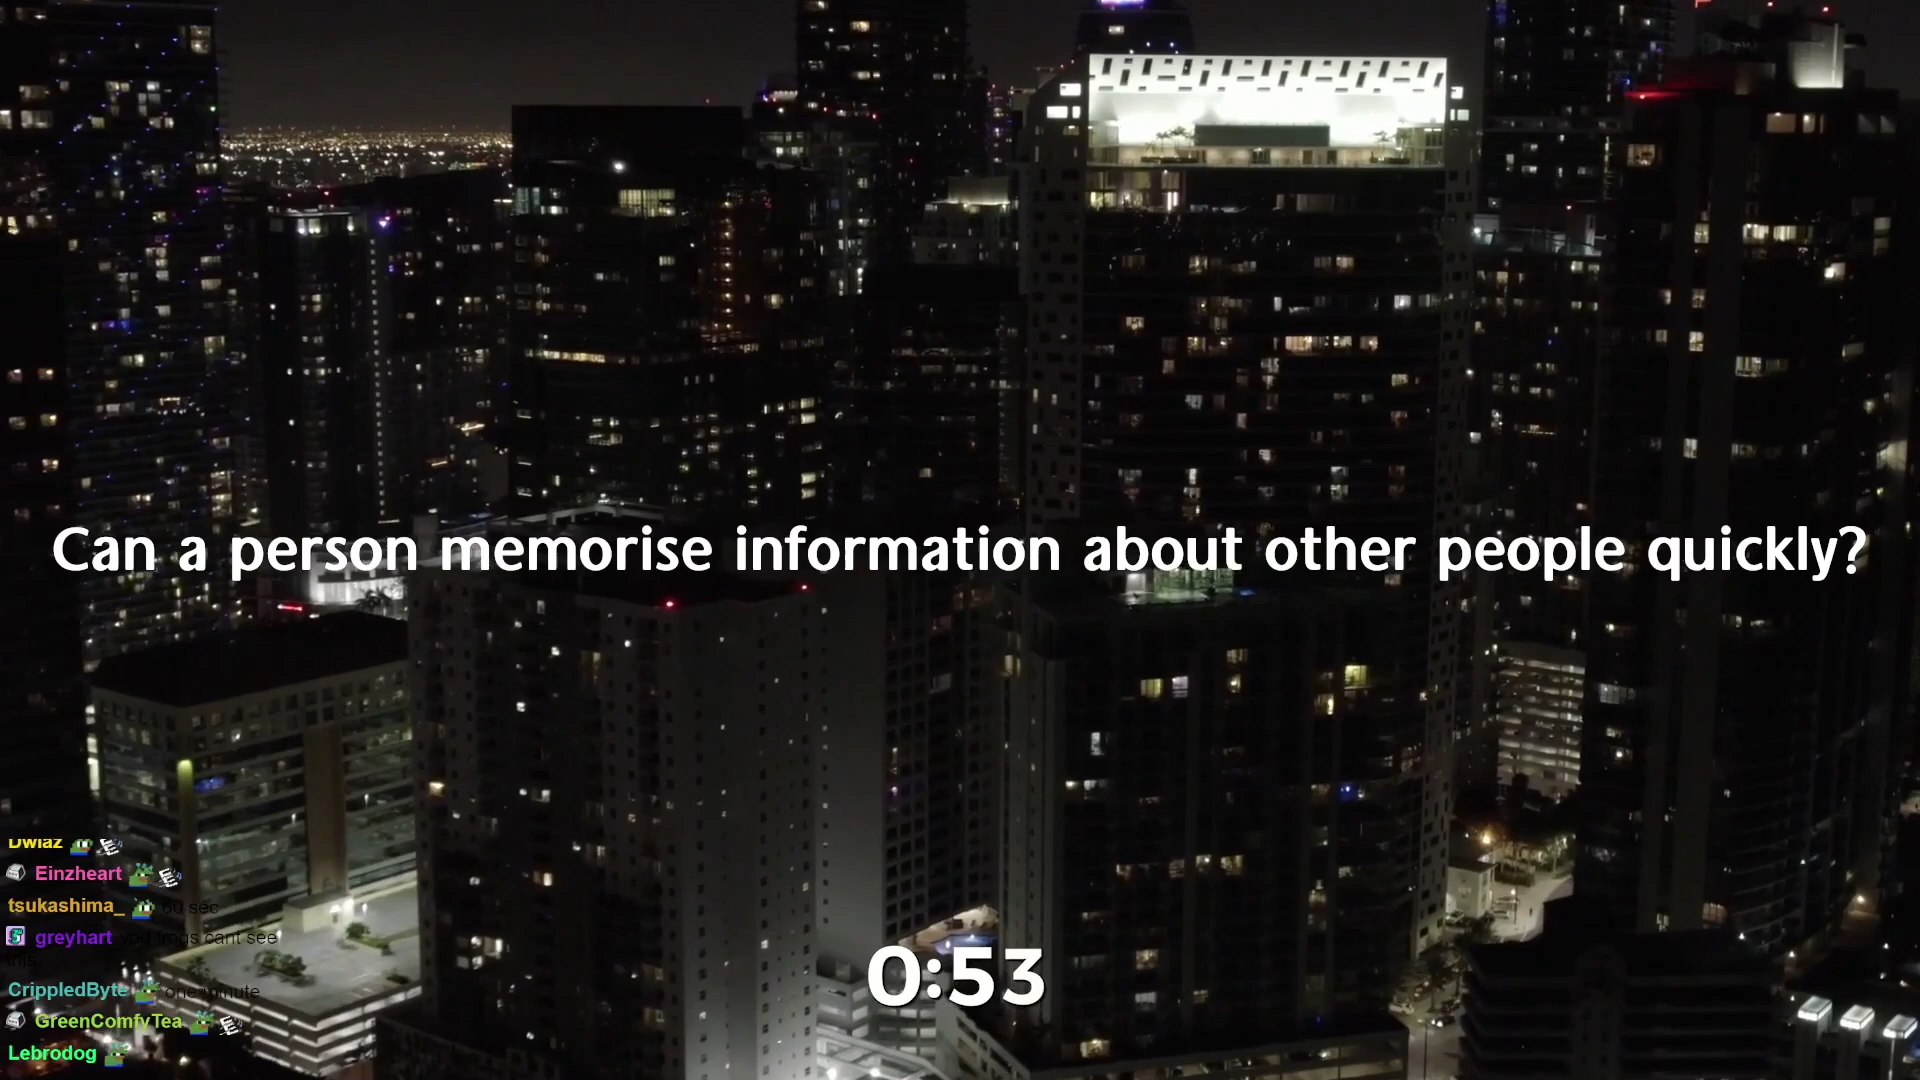 Can a person memorise information about other people quickly?
0:53
Dwiaz
Einzheart
tsukashima_ 60 sec
greyhart vod frogs cant see
this
CrippledByte one minute
GreenComfyTea
Lebrodog